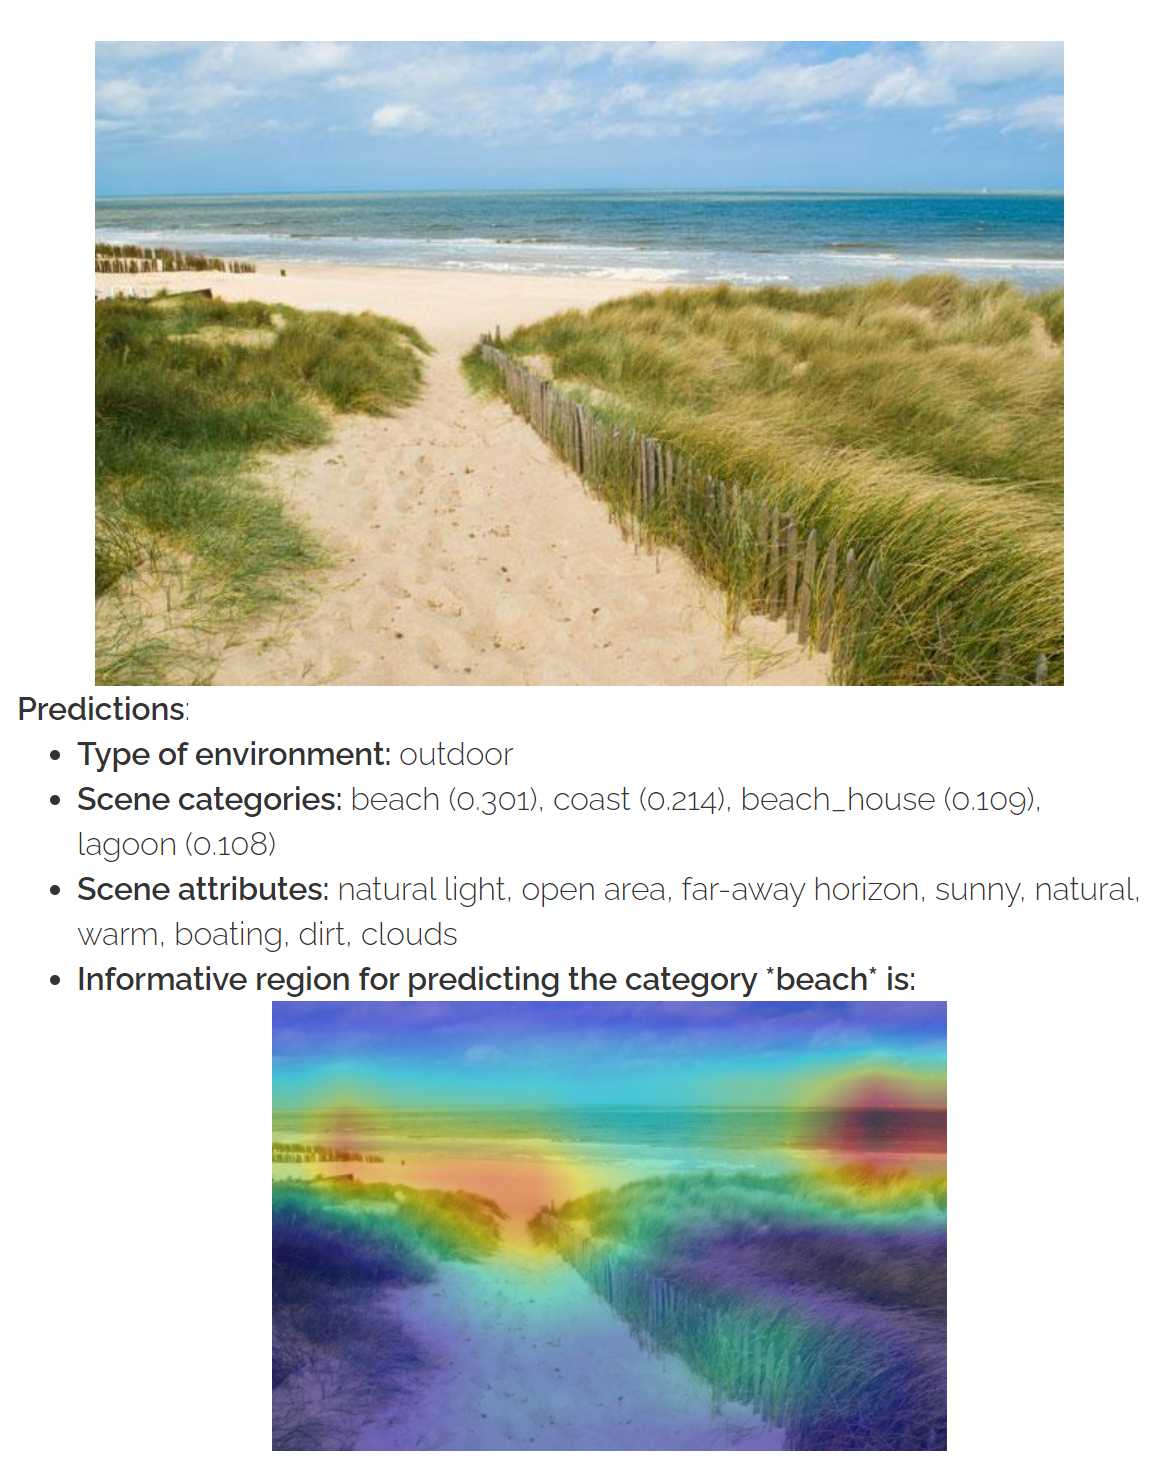 Predictions:
Type of environment: outdoor
Scene categories: beach (0.301), coast (0.214), beach_house (0.109),
lagoon (0.108)
Scene attributes: natural light, open area, far-away horizon, sunny, natural,
warm, boating, dirt, clouds
Informative region for predicting the category *beach* is: